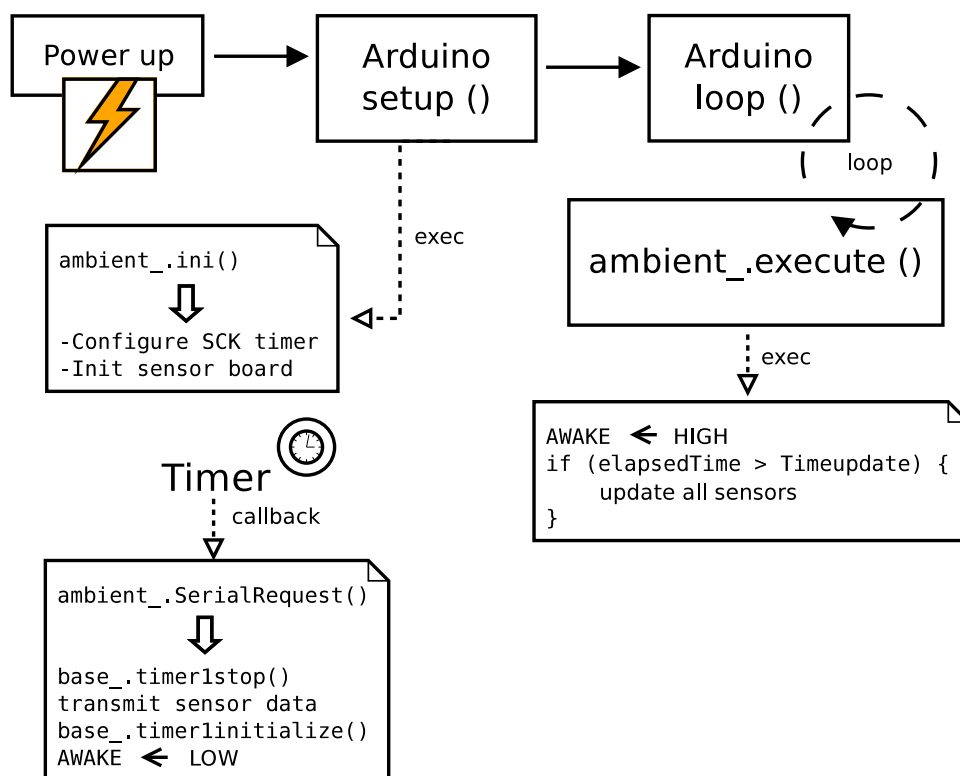 Power up
Arduino
setup ()
Arduino
loop ()
loop
exec
ambient_.ini()
-Configure SCK timer
-Init sensor board
ambient_.execute ()
exec
AWAKE HIGH
if (elapsedTime > Timeupdate) {
update all sensors
}
Timer
callback
ambient_.SerialRequest()
base_.timer1stop()
transmit sensor data
base_.timer1initialize()
AWAKE LOW